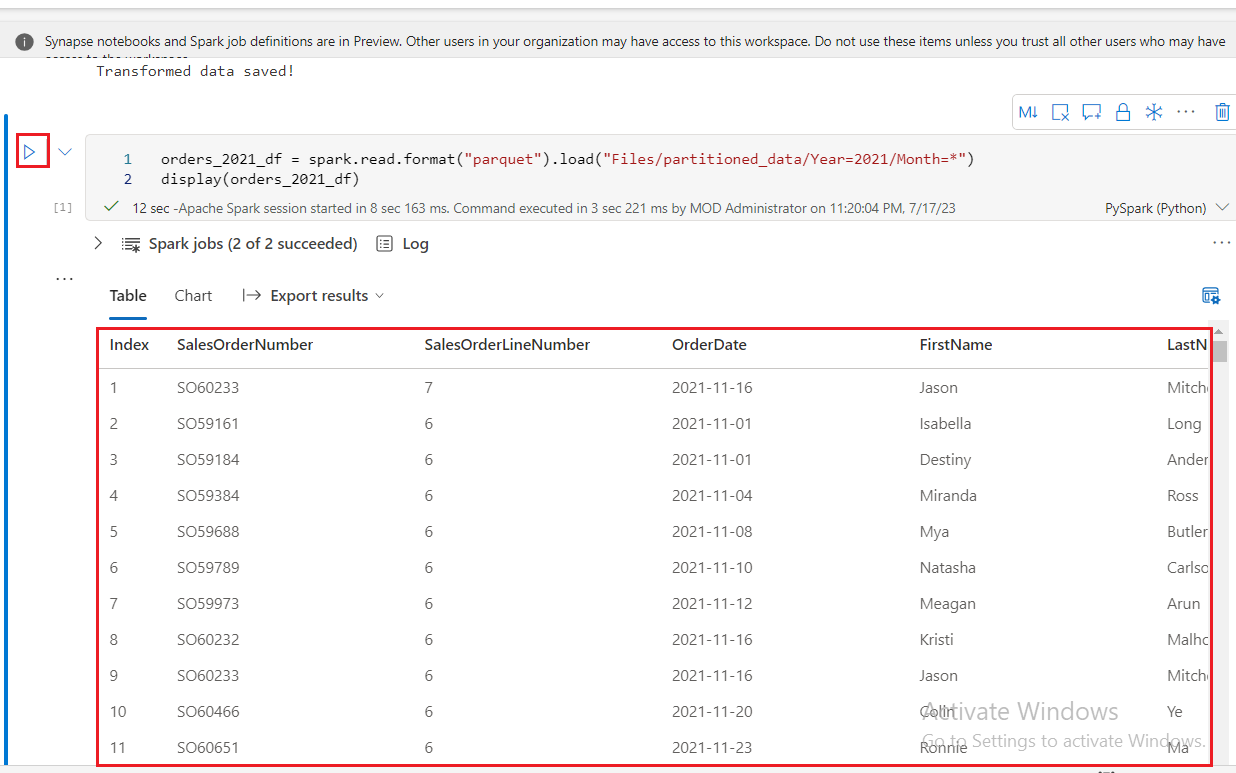 Synapse notebooks and Spark job definitions are in Preview. Other users in your organization may have access to this workspace. Do not use these items unless you trust all other users who may have
Transformed data saved!
M↓
1 orders_2021_df = spark.read.format("parquet").load("Files/partitioned_data/Year=2021/Month=*")
2 display(orders_2021_df)
[1] 12 sec -Apache Spark session started in 8 sec 163 ms. Command executed in 3 sec 221 ms by MOD Administrator on 11:20:04 PM, 7/17/23 PySpark (Python)
Spark jobs (2 of 2 succeeded) Log
Table Chart Export results
Index SalesOrderNumber SalesOrderLineNumber OrderDate FirstName LastN
1 SO60233 7 2021-11-16 Jason Mitch
2 SO59161 6 2021-11-01 Isabella Long
3 SO59184 6 2021-11-01 Destiny Ander
4 SO59384 6 2021-11-04 Miranda Ross
5 SO59688 6 2021-11-08 Mya Butler
6 SO59789 6 2021-11-10 Natasha Carlso
7 SO59973 6 2021-11-12 Meagan Arun
8 SO60232 6 2021-11-16 Kristi Malho
9 SO60233 6 2021-11-16 Jason Mitch
10 SO60466 6 2021-11-20 Colin Ye
11 SO60651 6 2021-11-23 Ronnie Ma
Activate Windows
Go to Settings to activate Windows.